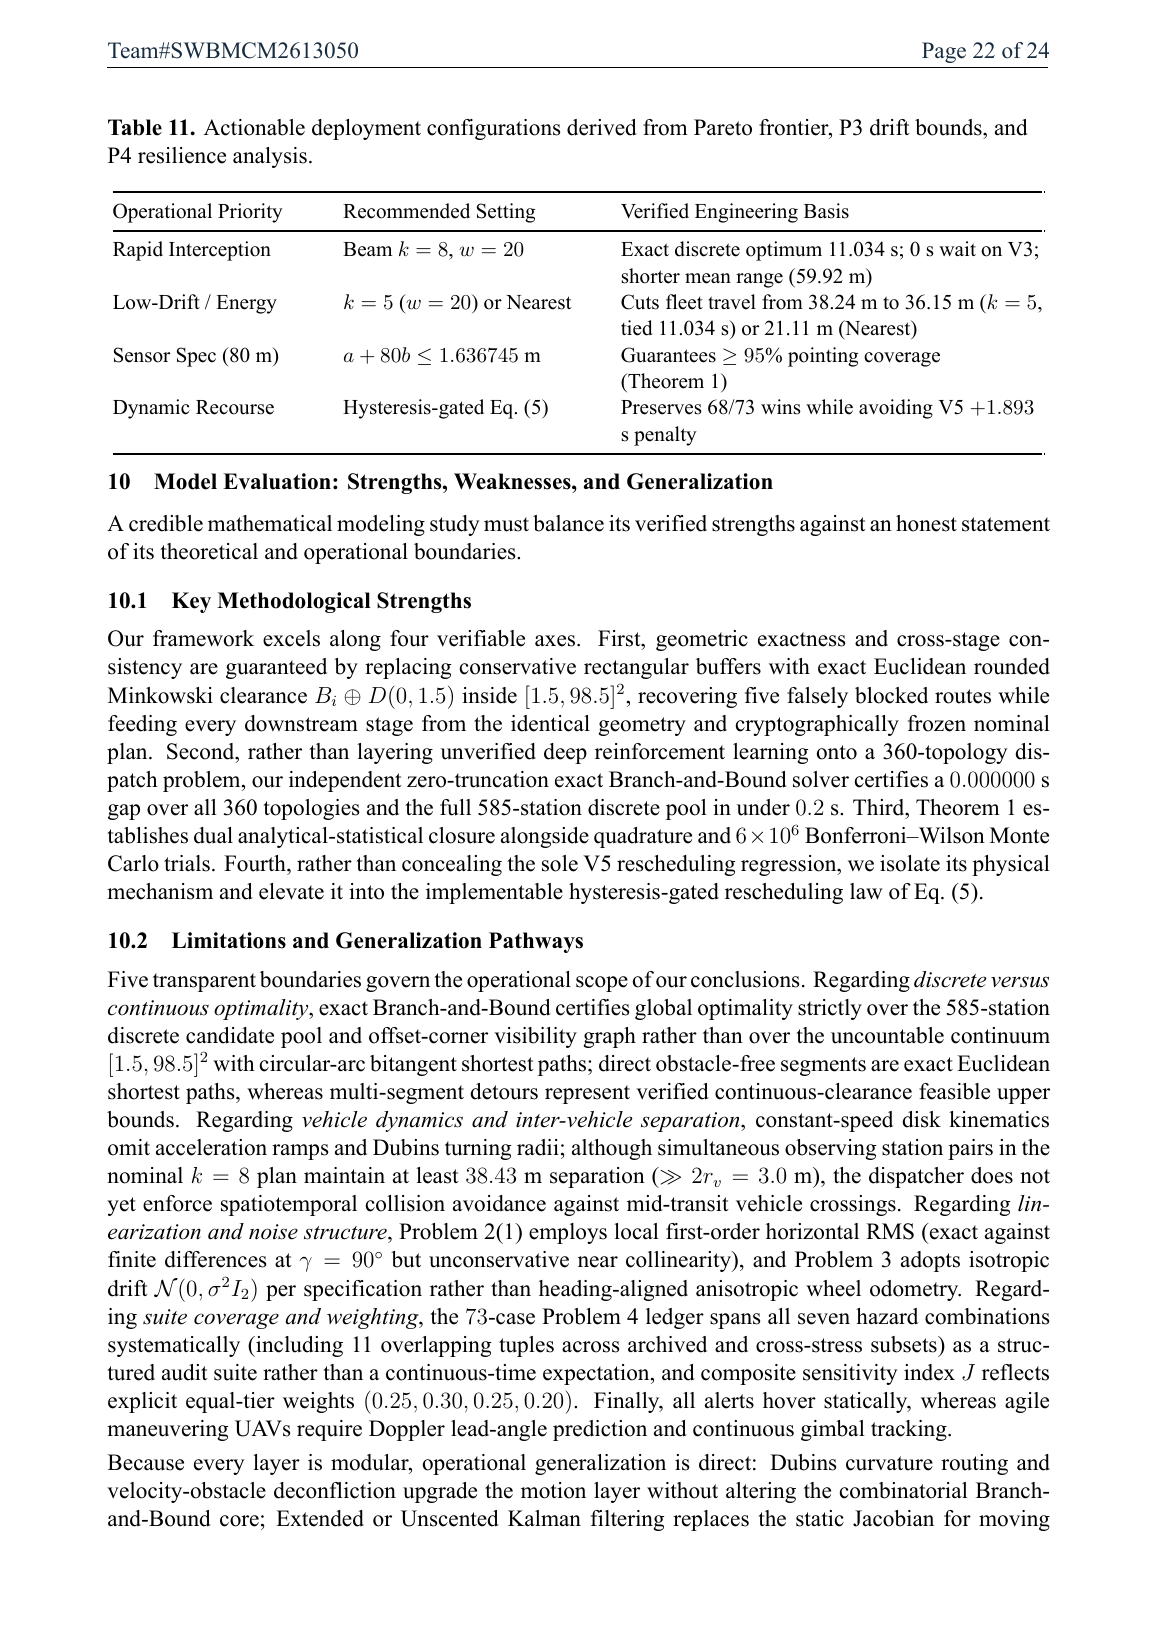 Team#SWBMCM2613050 Page 22 of 24
Table 11. Actionable deployment configurations derived from Pareto frontier, P3 drift bounds, and
P4 resilience analysis.
Operational Priority Recommended Setting Verified Engineering Basis
Rapid Interception Beam k = 8, w = 20 Exact discrete optimum 11.034 s; 0 s wait on V3;
shorter mean range (59.92 m)
Low-Drift / Energy k = 5 (w = 20) or Nearest Cuts fleet travel from 38.24 m to 36.15 m (k = 5,
tied 11.034 s) or 21.11 m (Nearest)
Sensor Spec (80 m) a + 80b ≤ 1.636745 m Guarantees ≥ 95% pointing coverage
(Theorem 1)
Dynamic Recourse Hysteresis-gated Eq. (5) Preserves 68/73 wins while avoiding V5 +1.893
s penalty
10 Model Evaluation: Strengths, Weaknesses, and Generalization
A credible mathematical modeling study must balance its verified strengths against an honest statement
of its theoretical and operational boundaries.
10.1 Key Methodological Strengths
Our framework excels along four verifiable axes. First, geometric exactness and cross-stage con-
sistency are guaranteed by replacing conservative rectangular buffers with exact Euclidean rounded
Minkowski clearance Bᵢ ⊕ D(0, 1.5) inside [1.5, 98.5]², recovering five falsely blocked routes while
feeding every downstream stage from the identical geometry and cryptographically frozen nominal
plan. Second, rather than layering unverified deep reinforcement learning onto a 360-topology dis-
patch problem, our independent zero-truncation exact Branch-and-Bound solver certifies a 0.000000 s
gap over all 360 topologies and the full 585-station discrete pool in under 0.2 s. Third, Theorem 1 es-
tablishes dual analytical-statistical closure alongside quadrature and 6×10⁶ Bonferroni–Wilson Monte
Carlo trials. Fourth, rather than concealing the sole V5 rescheduling regression, we isolate its physical
mechanism and elevate it into the implementable hysteresis-gated rescheduling law of Eq. (5).
10.2 Limitations and Generalization Pathways
Five transparent boundaries govern the operational scope of our conclusions. Regarding discrete versus
continuous optimality, exact Branch-and-Bound certifies global optimality strictly over the 585-station
discrete candidate pool and offset-corner visibility graph rather than over the uncountable continuum
[1.5, 98.5]² with circular-arc bitangent shortest paths; direct obstacle-free segments are exact Euclidean
shortest paths, whereas multi-segment detours represent verified continuous-clearance feasible upper
bounds. Regarding vehicle dynamics and inter-vehicle separation, constant-speed disk kinematics
omit acceleration ramps and Dubins turning radii; although simultaneous observing station pairs in the
nominal k = 8 plan maintain at least 38.43 m separation (≫ 2rᵥ = 3.0 m), the dispatcher does not
yet enforce spatiotemporal collision avoidance against mid-transit vehicle crossings. Regarding lin-
earization and noise structure, Problem 2(1) employs local first-order horizontal RMS (exact against
finite differences at γ = 90° but unconservative near collinearity), and Problem 3 adopts isotropic
drift 𝒩(0, σ²I₂) per specification rather than heading-aligned anisotropic wheel odometry. Regard-
ing suite coverage and weighting, the 73-case Problem 4 ledger spans all seven hazard combinations
systematically (including 11 overlapping tuples across archived and cross-stress subsets) as a struc-
tured audit suite rather than a continuous-time expectation, and composite sensitivity index J reflects
explicit equal-tier weights (0.25, 0.30, 0.25, 0.20). Finally, all alerts hover statically, whereas agile
maneuvering UAVs require Doppler lead-angle prediction and continuous gimbal tracking.
Because every layer is modular, operational generalization is direct: Dubins curvature routing and
velocity-obstacle deconfliction upgrade the motion layer without altering the combinatorial Branch-
and-Bound core; Extended or Unscented Kalman filtering replaces the static Jacobian for moving